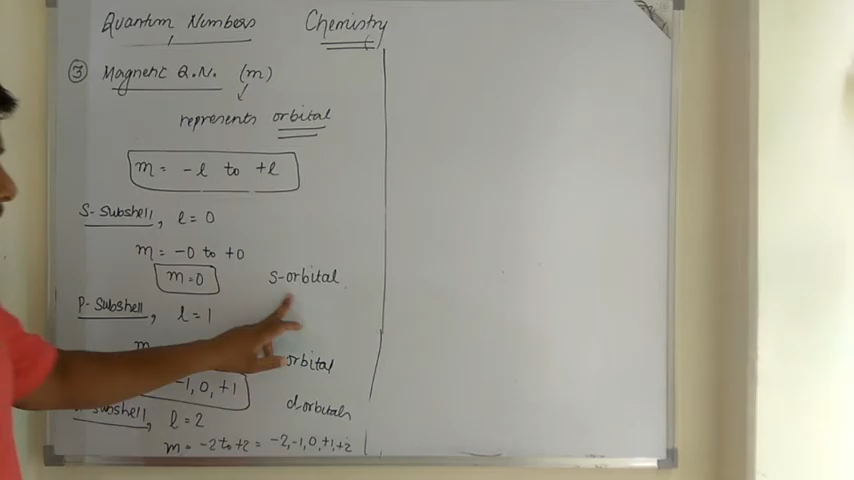 Quantum Numbers Chemistry
③ Magnetic Q.N. (m)
represents orbital
m = -l to +l
S-Subshell, l = 0
m = -0 to +0
m=0 s-orbital
P-Subshell, l = 1
m
orbital
-1, 0, +1
subshell, l = 2 d-orbitals
m = -2 to +2 = -2,-1,0,+1,+2